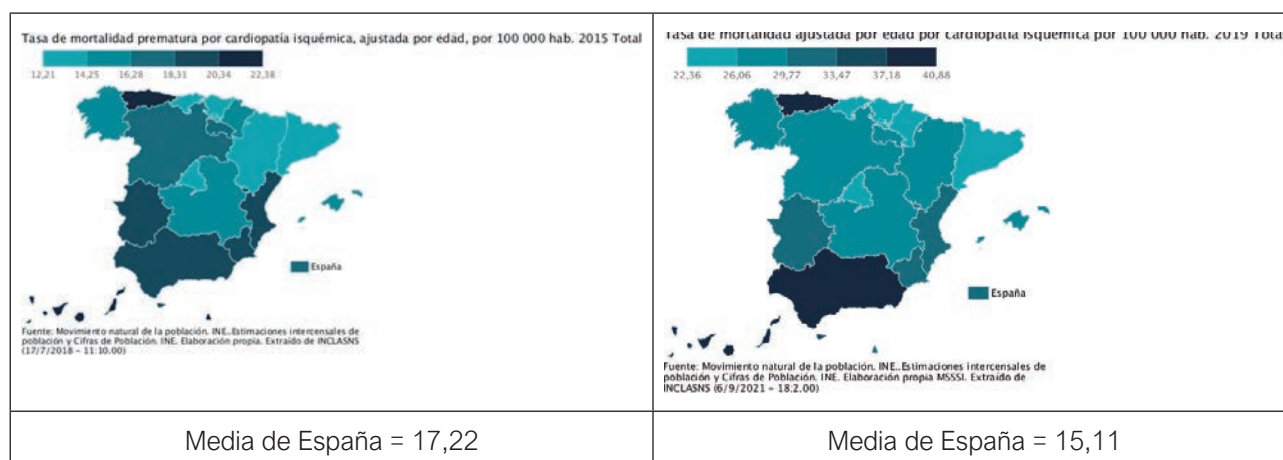 Tasa de mortalidad prematura por cardiopatía isquémica, ajustada por edad, por 100 000 hab. 2015 Total
12,21 14,25 16,28 18,31 20,34 22,38
España
Fuente: Movimiento natural de la población. INE..Estimaciones intercensales de
población y Cifras de Población. INE. Elaboración propia. Extraído de INCLASNS
(17/7/2018 – 11:10.00)
Media de España = 17,22
Tasa de mortalidad ajustada por edad por cardiopatía isquémica por 100 000 hab. 2019 Total
22,36 26,06 29,77 33,47 37,18 40,88
España
Fuente: Movimiento natural de la población. INE..Estimaciones intercensales de
población y Cifras de Población. INE. Elaboración propia MSSSI. Extraído de
INCLASNS (6/9/2021 – 18.2.00)
Media de España = 15,11